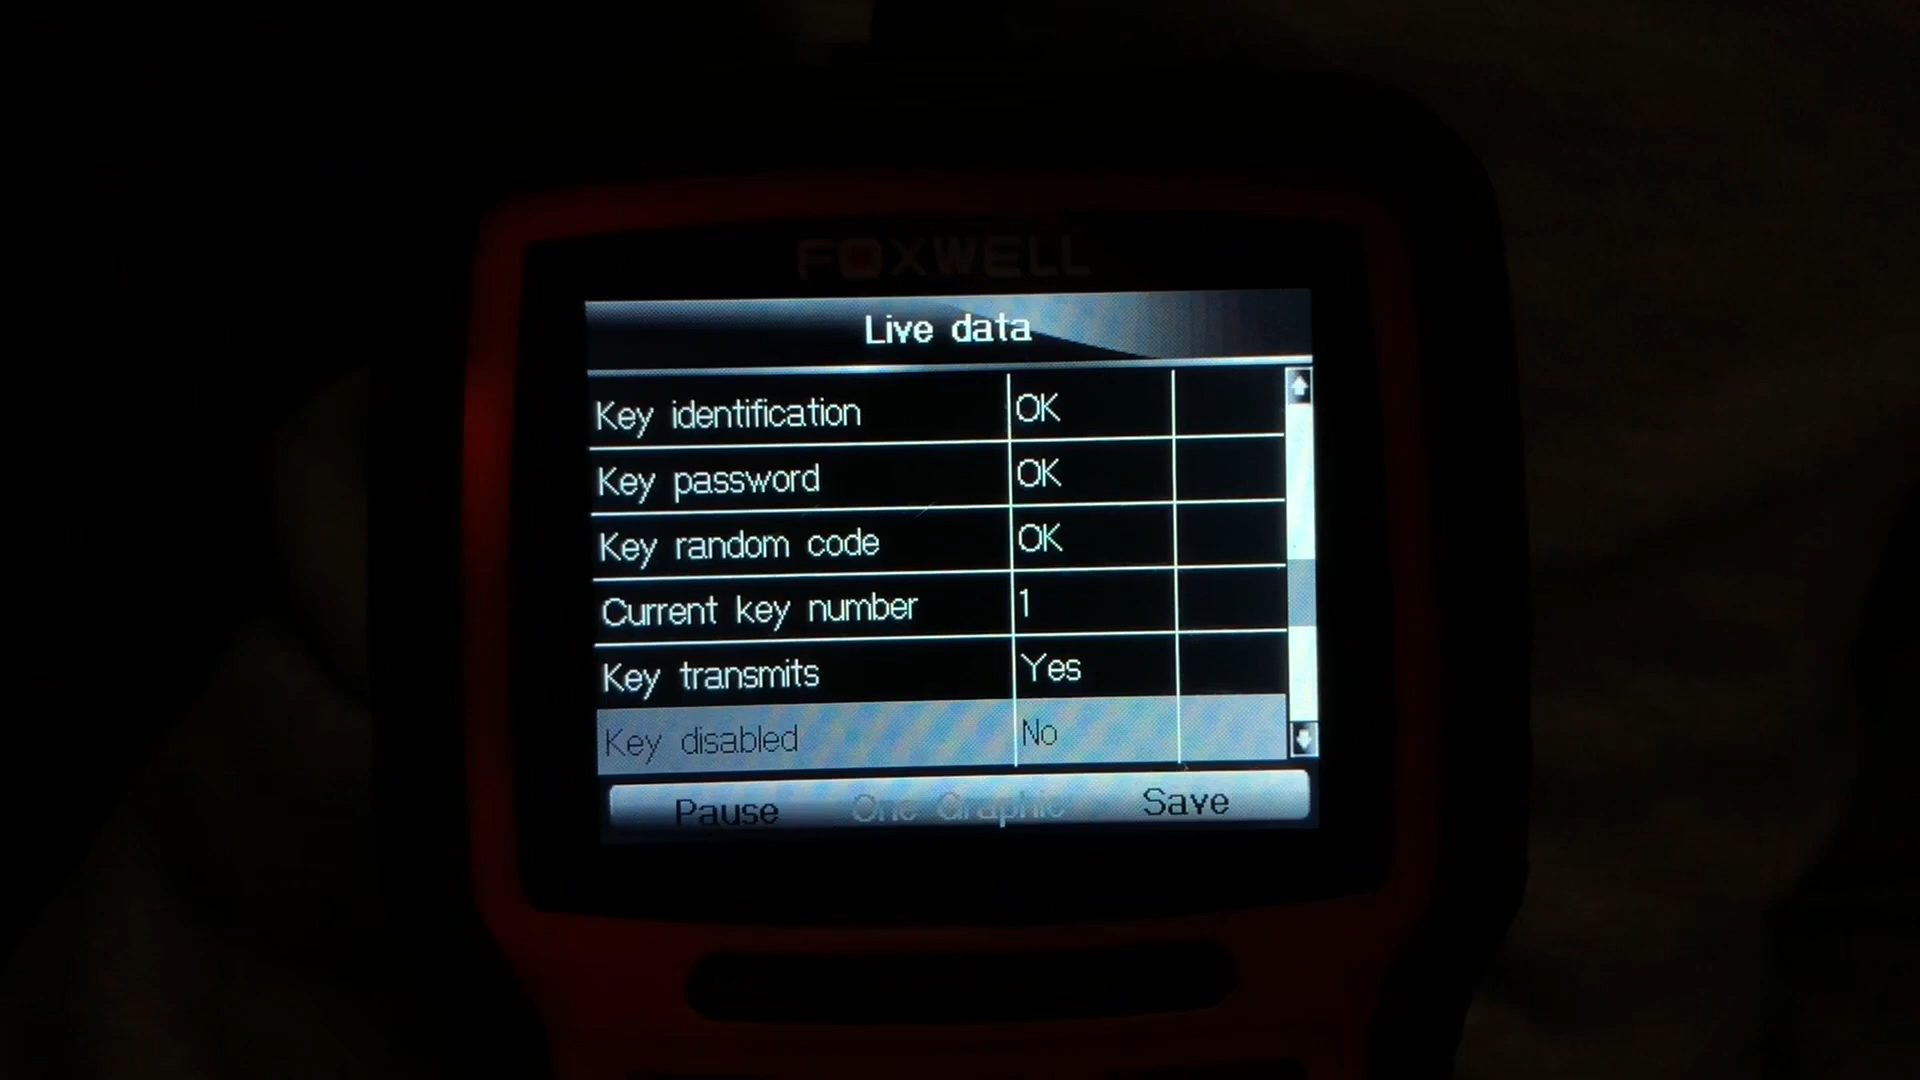 FOXWELL
Live data
Key identification OK
Key password OK
Key random code OK
Current key number 1
Key transmits Yes
Key disabled No
Pause One Graphic Save